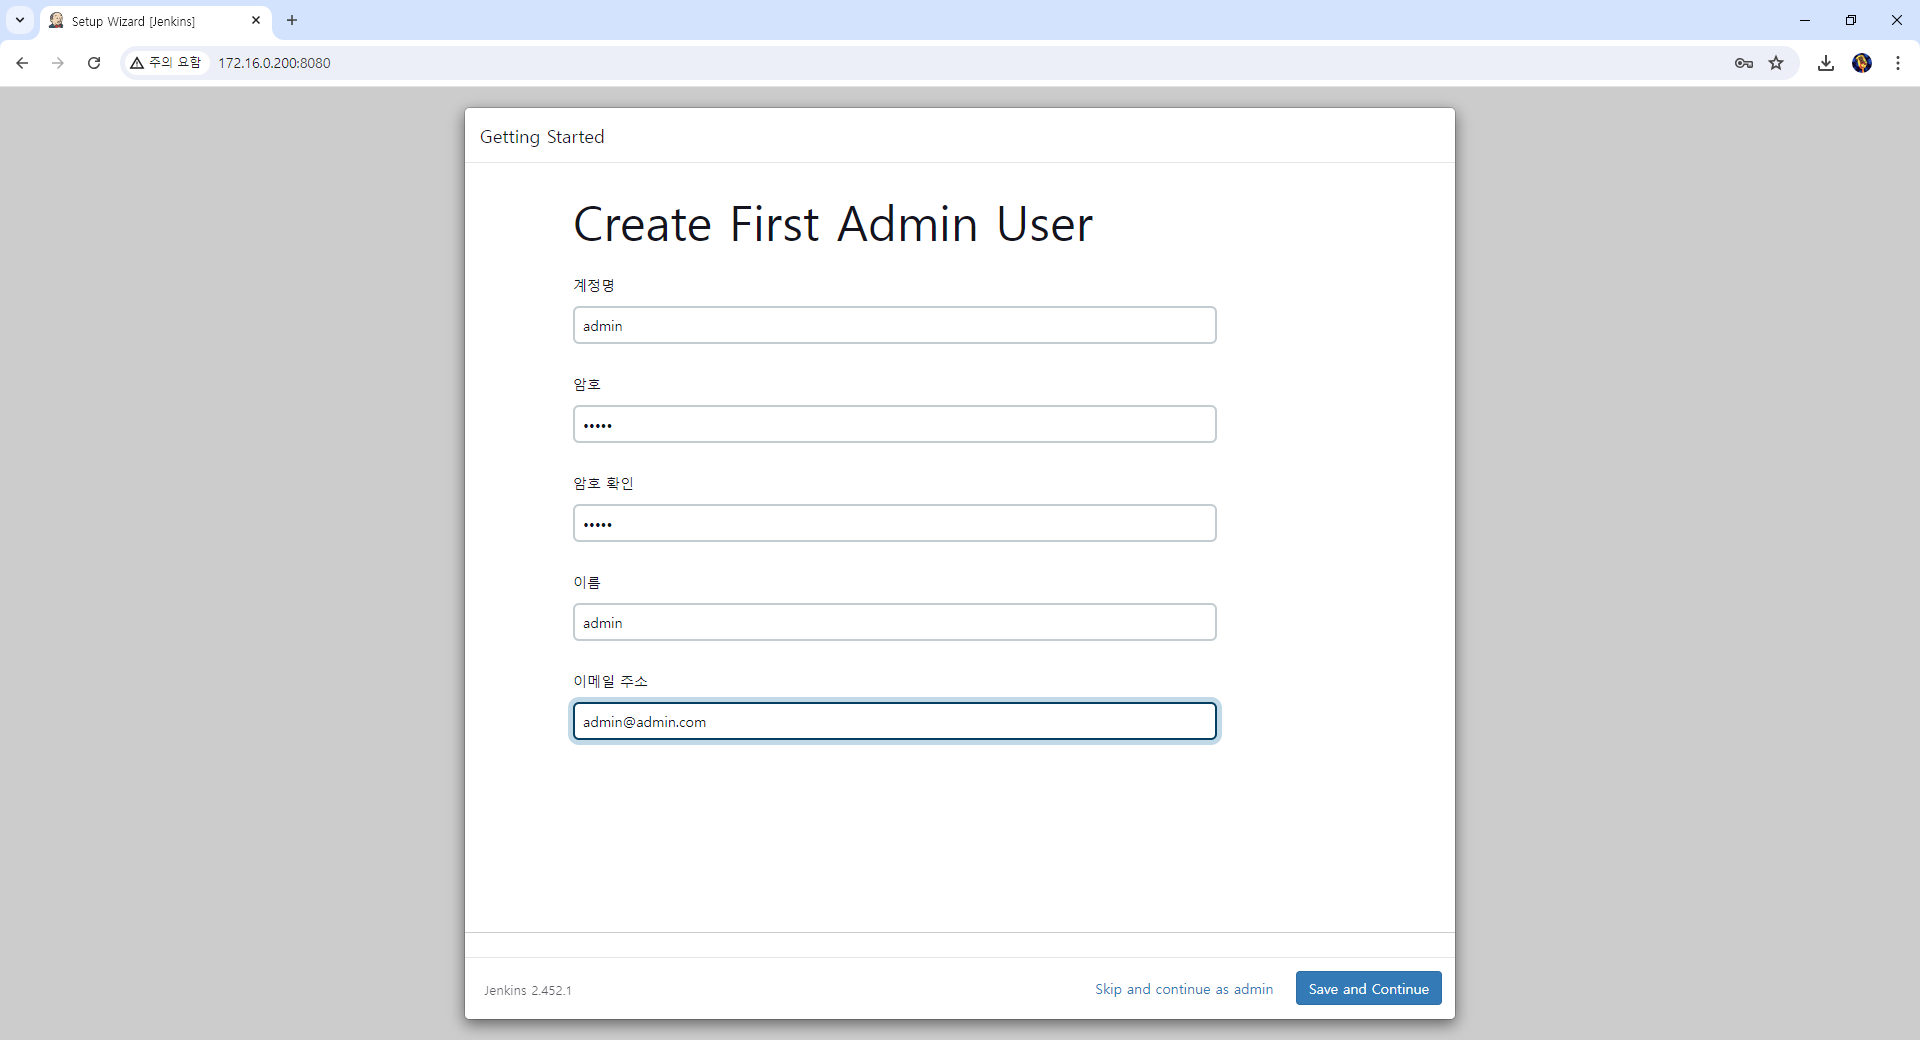 Setup Wizard [Jenkins]
주의 요함
172.16.0.200:8080
Getting Started
Create First Admin User
계정명
admin
암호
•••••
암호 확인
•••••
이름
admin
이메일 주소
admin@admin.com
Jenkins 2.452.1
Skip and continue as admin
Save and Continue